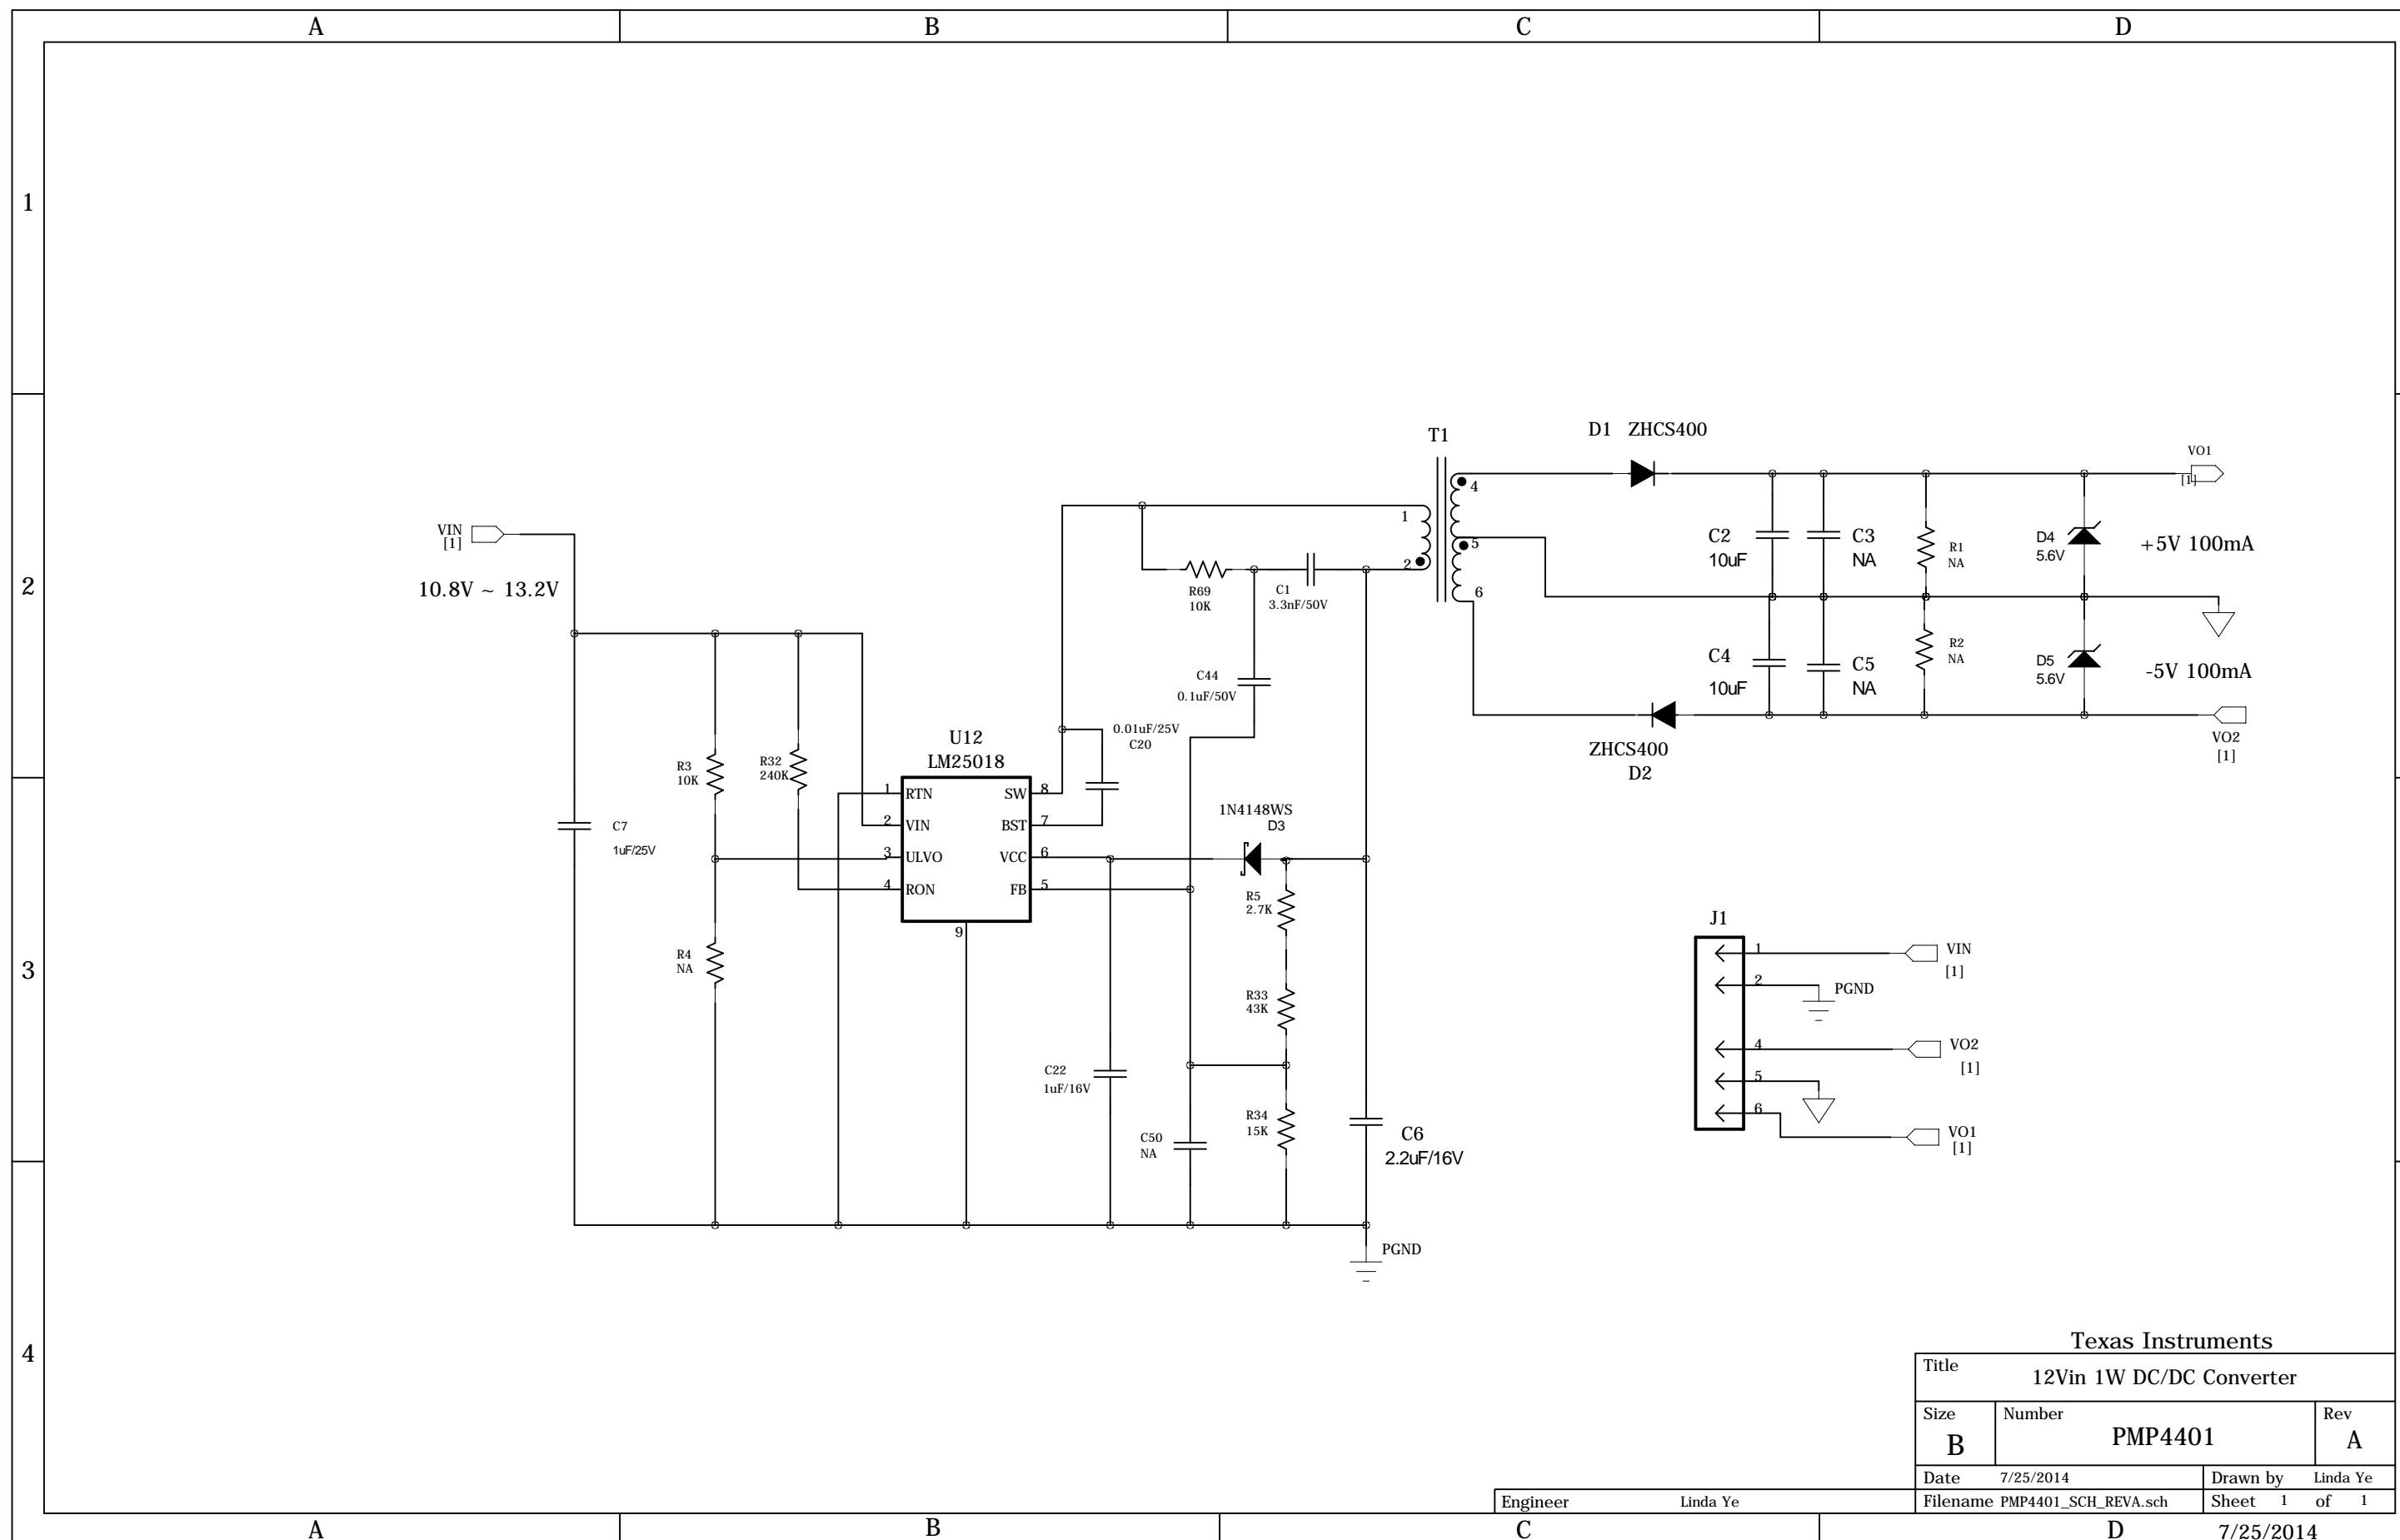 A
B
C
D
1
2
3
4
VIN
[1]
10.8V ~ 13.2V
C7
1uF/25V
R3
10K
R32
240K
R4
NA
U12
LM25018
1
RTN
SW
8
2
VIN
BST
7
3
ULVO
VCC
6
4
RON
FB
5
9
0.01uF/25V
C20
R69
10K
C1
3.3nF/50V
C44
0.1uF/50V
1N4148WS
D3
R5
2.7K
R33
43K
R34
15K
C22
1uF/16V
C50
NA
C6
2.2uF/16V
PGND
T1
1
2
4
5
6
D1 ZHCS400
ZHCS400
D2
C2
10uF
C3
NA
C4
10uF
C5
NA
R1
NA
R2
NA
D4
5.6V
D5
5.6V
VO1
[1]
+5V 100mA
-5V 100mA
VO2
[1]
J1
1
VIN
[1]
2
PGND
4
VO2
[1]
5
6
VO1
[1]
Texas Instruments
Title
12Vin 1W DC/DC Converter
Size
B
Number
PMP4401
Rev
A
Date 7/25/2014
Drawn by Linda Ye
Engineer Linda Ye
Filename PMP4401_SCH_REVA.sch
Sheet 1 of 1
A
B
C
D
7/25/2014